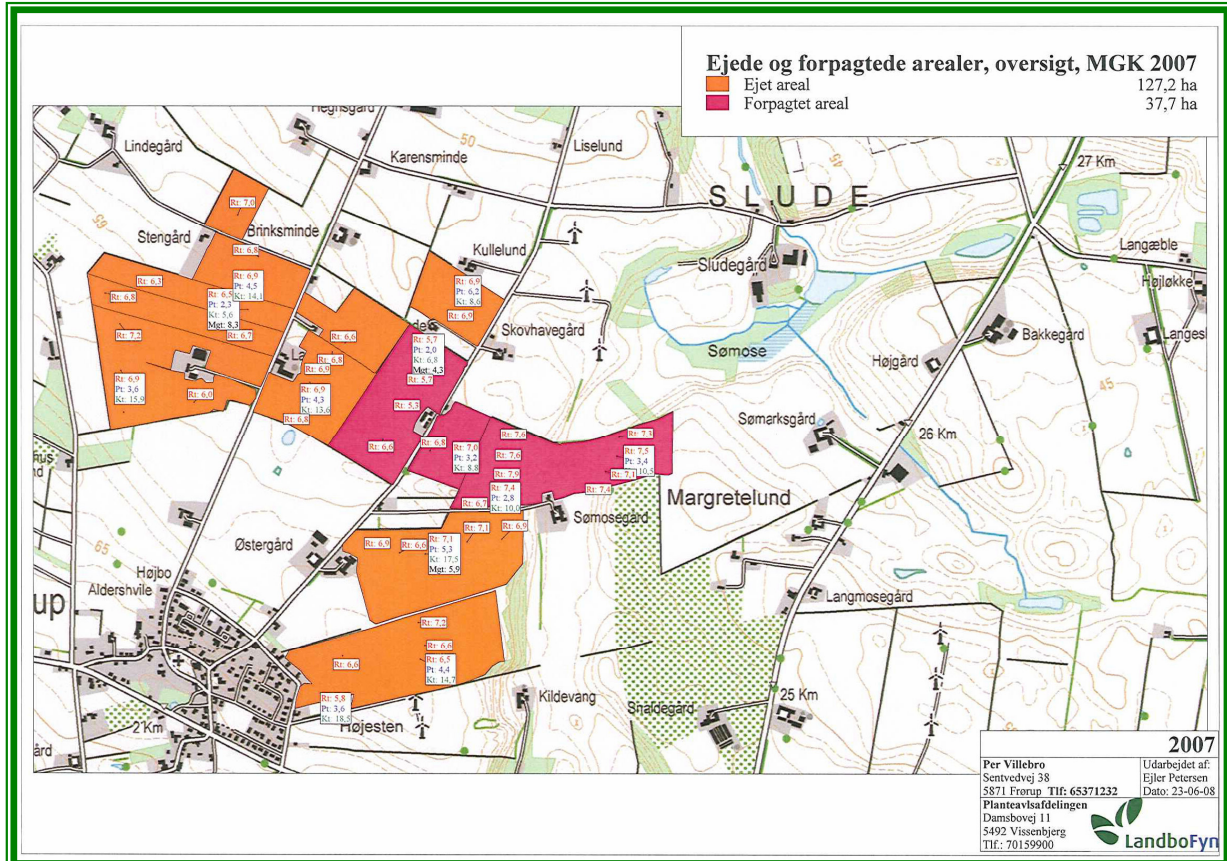 Ejede og forpagtede arealer, oversigt, MGK 2007
Ejet areal 127,2 ha
Forpagtet areal 37,7 ha
Hegnsgård
50
Liselund
Lindegård
Karensminde
45
27 Km
SLUDE
Rt: 7,0
Stengård
Brinksminde
Kullelund
Sludegård
Langæble
Højløkke
65
Rt: 6,8
Rt: 6,3
Rt: 6,9
Pt: 4,5
Kt: 14,1
Rt: 6,9
Pt: 6,2
Kt: 8,6
Rt: 6,9
Rt: 6,8
Rt: 6,5
Pt: 2,3
Kt: 5,6
Mgt: 8,3
Rt: 6,7
Rt: 7,2
Rt: 6,6
Skovhavegård
Bakkegård
Sømose
Højgård
Rt: 5,7
Pt: 2,0
Kt: 6,8
Mgt: 4,3
Rt: 5,7
Rt: 6,8
Rt: 6,9
Rt: 6,9
Pt: 3,6
Kt: 15,9
Rt: 6,0
Rt: 6,9
Pt: 4,3
Kt: 13,6
Rt: 6,8
45
Rt: 5,3
Sømarksgård
26 Km
Rt: 6,6
Rt: 6,8
Rt: 7,0
Pt: 3,2
Kt: 8,8
Rt: 7,6
Rt: 7,6
Rt: 7,9
Rt: 7,3
Rt: 7,5
Pt: 3,4
10,5
Rt: 7,1
Rt: 7,4
Rt: 7,4
Pt: 2,8
Kt: 10,0
Rt: 6,7
Margretelund
Sømosegård
Rt: 7,1
Rt: 6,9
Østergård
Rt: 6,9
Rt: 6,6
Rt: 7,1
Pt: 5,3
Kt: 17,5
Mgt: 5,9
65
Højbo
Aldershvile
up
Langmosegård
Rt: 7,2
Rt: 6,6
Rt: 6,6
Rt: 6,5
Pt: 4,4
Kt: 14,7
Rt: 5,8
Pt: 3,6
Kt: 18,5
Højesten
Kildevang
Snaldegård
25 Km
2 Km
ård
2007
Per Villebro
Sentvedvej 38
5871 Frørup Tlf: 65371232
Udarbejdet af:
Ejler Petersen
Dato: 23-06-08
Planteavlsafdelingen
Damsbovej 11
5492 Vissenbjerg
Tlf.: 70159900
LandboFyn